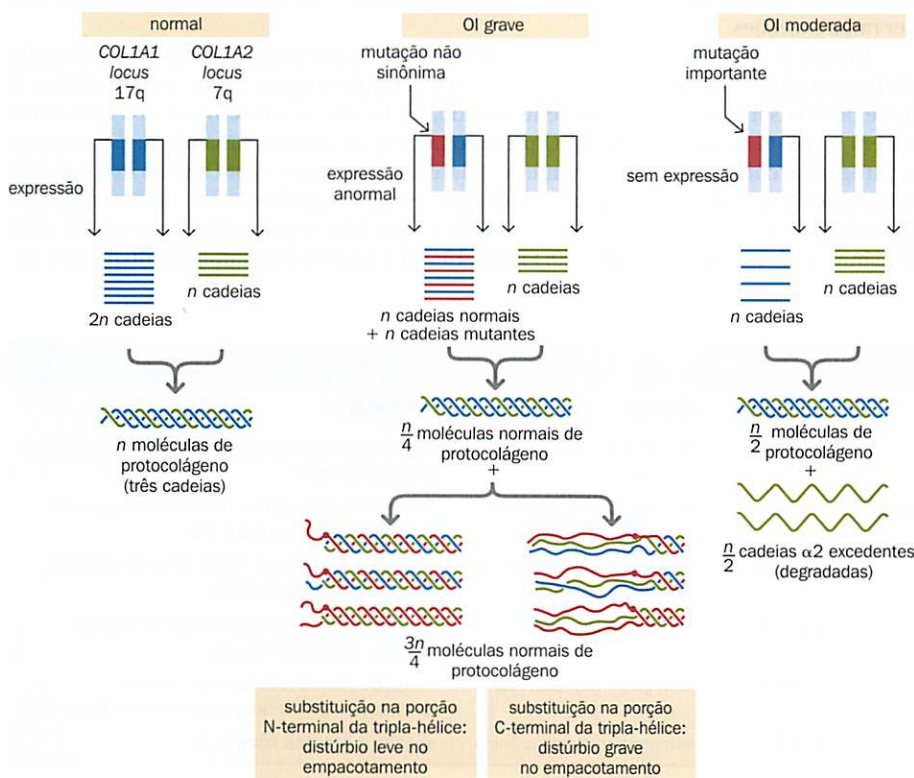 normal
COL1A1
locus
17q
COL1A2
locus
7q
expressão
2n cadeias
n cadeias
n moléculas de
protocolágeno
(três cadeias)
OI grave
mutação não
sinônima
expressão
anormal
n cadeias normais
+ n cadeias mutantes
n cadeias
n/4 moléculas normais de
protocolágeno
+
3n/4 moléculas normais de
protocolágeno
substituição na porção
N-terminal da tripla-hélice:
distúrbio leve no
empacotamento
substituição na porção
C-terminal da tripla-hélice:
distúrbio grave
no empacotamento
OI moderada
mutação
importante
sem expressão
n cadeias
n cadeias
n/2 moléculas de
protocolágeno
+
n/2 cadeias α2 excedentes
(degradadas)